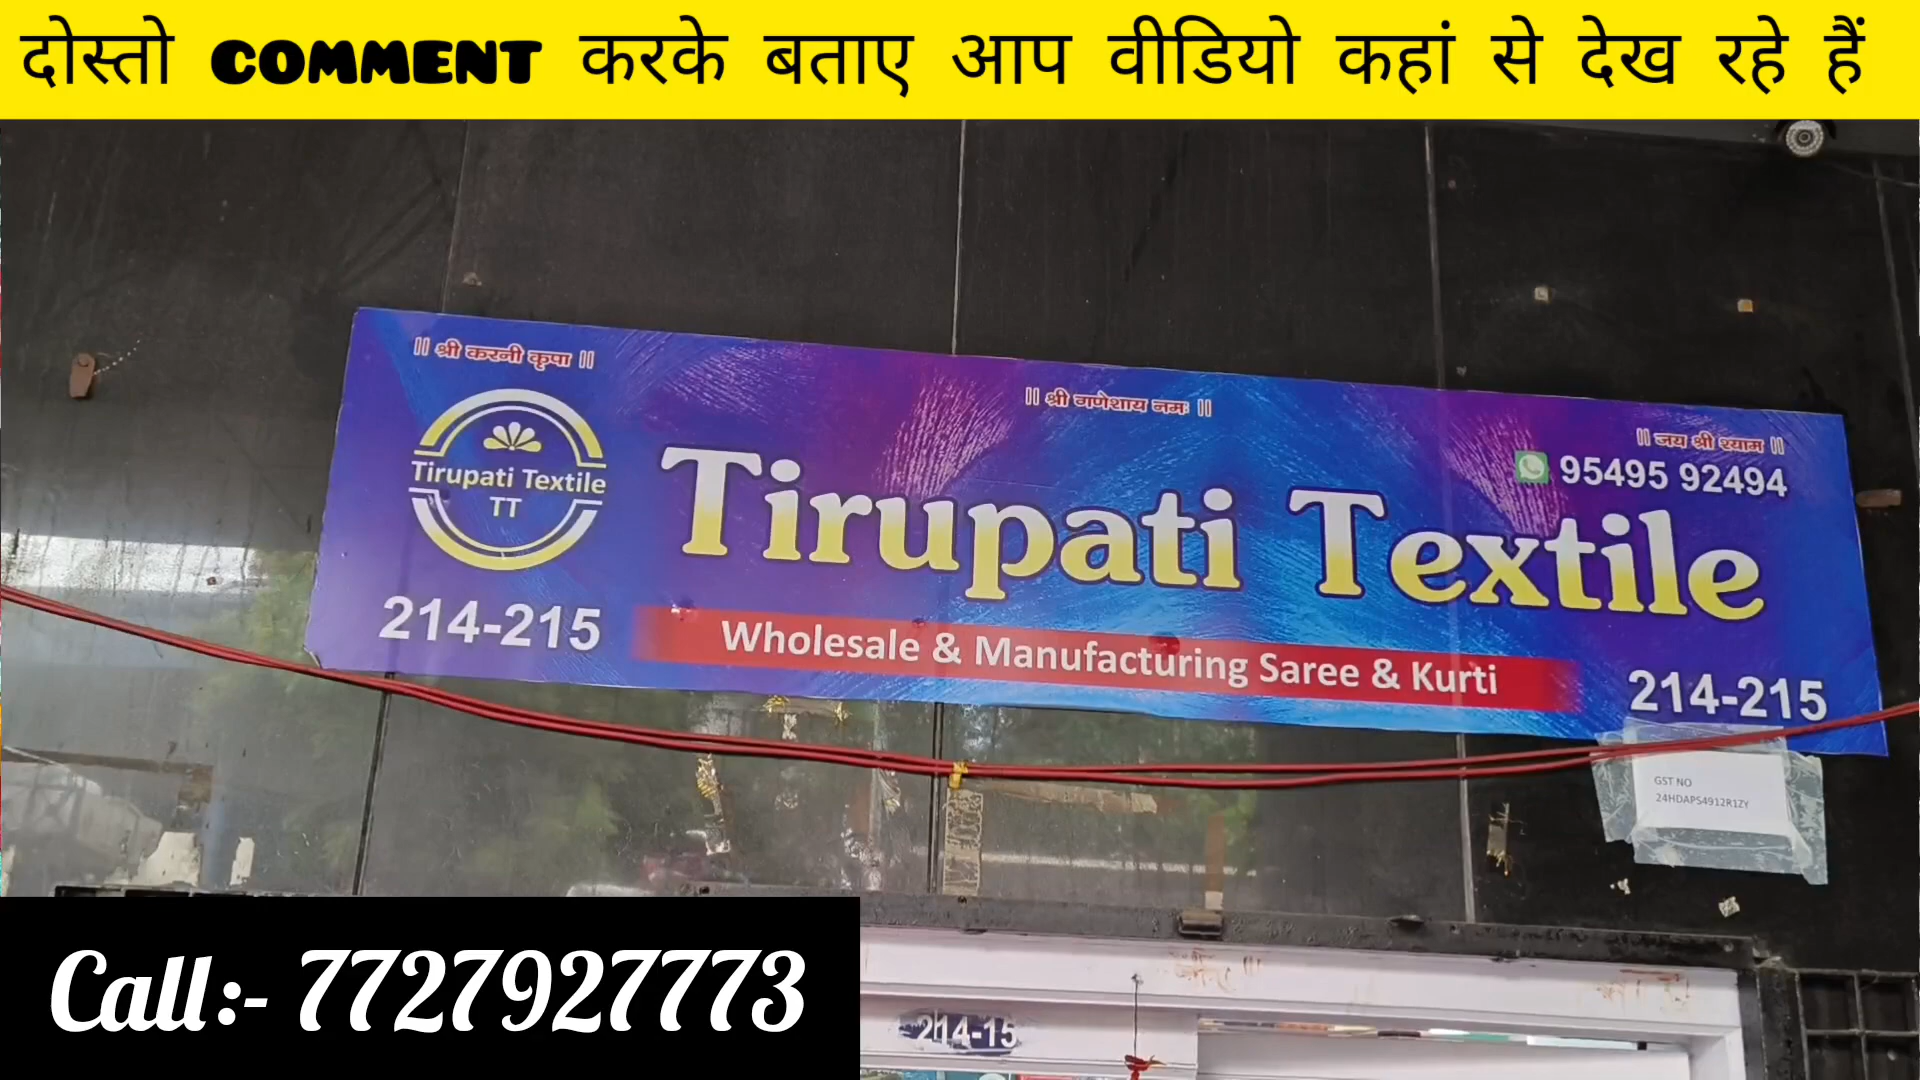 दोस्तो COMMENT करके बताए आप वीडियो कहां से देख रहे हैं
|| श्री करनी कृपा ||
|| श्री गणेशाय नमः ||
|| जय श्री श्याम ||
95495 92494
Tirupati Textile
TT
Tirupati Textile
214-215
Wholesale & Manufacturing Saree & Kurti
214-215
GST NO
24HDAPS4912R1ZY
Call:- 7727927773
214-15